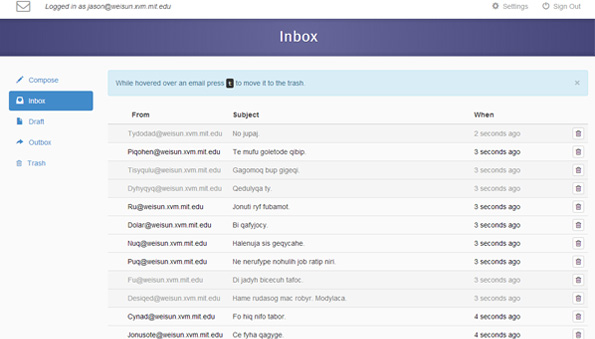 Logged in as jason@weisun.xvm.mit.edu Settings Sign Out
Inbox
Compose
Inbox
Draft
Outbox
Trash
While hovered over an email press t to move it to the trash. ×
From Subject When
Tydodad@weisun.xvm.mit.edu No jupaj. 2 seconds ago
Piqohen@weisun.xvm.mit.edu Te mufu goletode qibip. 3 seconds ago
Tisyquiu@weisun.xvm.mit.edu Gagomoq bup gigeqi. 3 seconds ago
Dyhyqyq@weisun.xvm.mit.edu Qedulyqa ty. 3 seconds ago
Ru@weisun.xvm.mit.edu Jonuti ryf fubamot. 3 seconds ago
Dolar@weisun.xvm.mit.edu Bi qafyjocy. 3 seconds ago
Nuq@weisun.xvm.mit.edu Halenuja sis geqycahe. 3 seconds ago
Puq@weisun.xvm.mit.edu Ne nerufype nohulih job ratip niri. 3 seconds ago
Fu@weisun.xvm.mit.edu Di jadyh bicecuh tafoc. 3 seconds ago
Desiqed@weisun.xvm.mit.edu Hame rudasog mac robyr. Modylaca. 3 seconds ago
Cynad@weisun.xvm.mit.edu Fo hiq nifo tabor. 4 seconds ago
Jonusote@weisun.xvm.mit.edu Ce fyha qagyge. 4 seconds ago